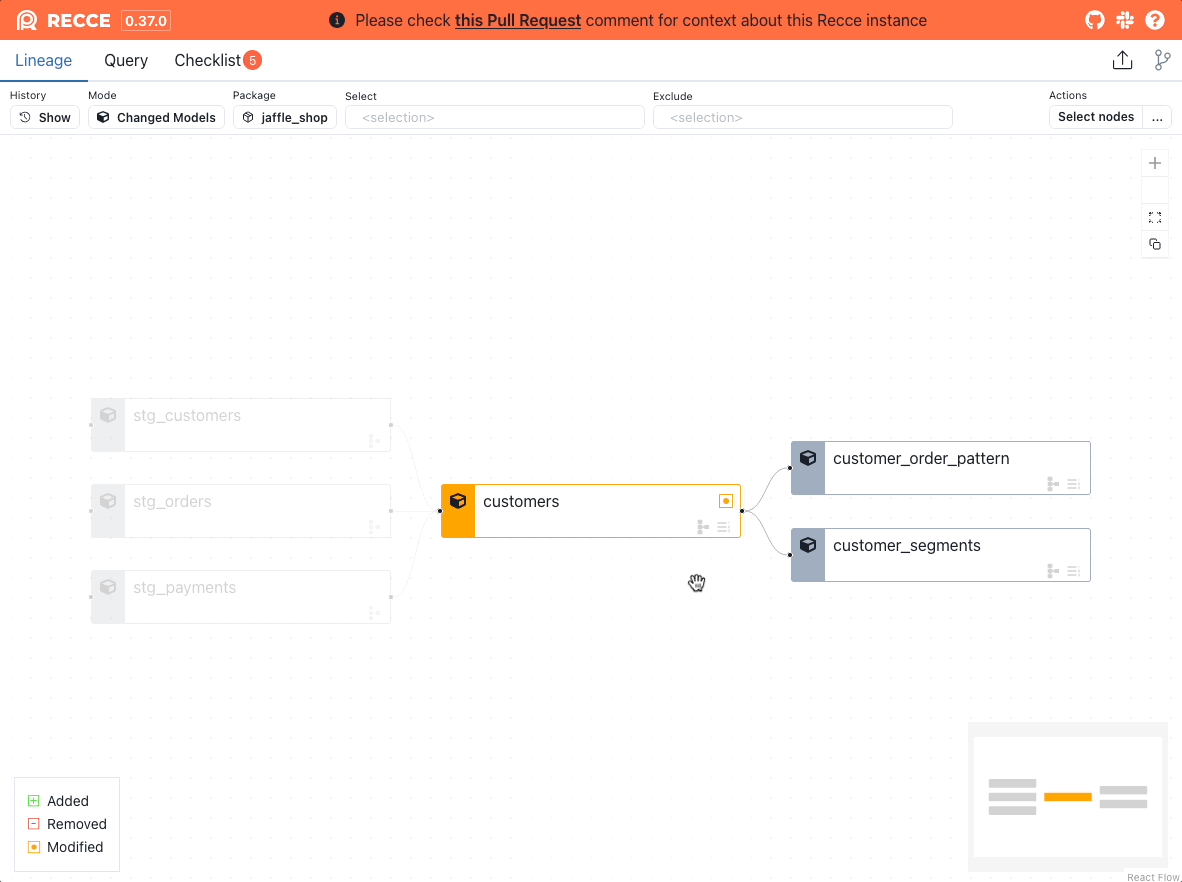 RECCE 0.37.0
Please check this Pull Request comment for context about this Recce instance
Lineage Query Checklist 5
History Mode Package Select Exclude Actions
Show Changed Models jaffle_shop <selection> <selection> Select nodes ...
stg_customers
stg_orders
stg_payments
customers
customer_order_pattern
customer_segments
Added
Removed
Modified
React Flow